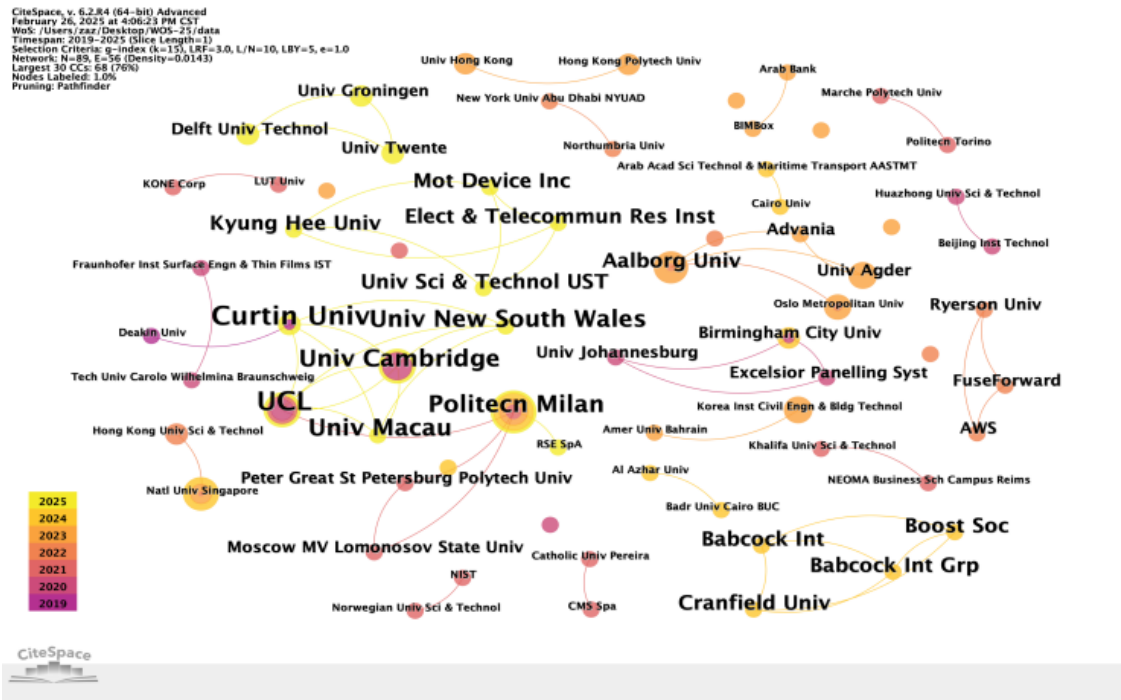 CiteSpace, v. 6.2.R4 (64-bit) Advanced
February 26, 2025 at 4:06:23 PM CST
WoS: /Users/zaz/Desktop/WOS-25/data
Timespan: 2019-2025 (Slice Length=1)
Selection Criteria: g-index (k=15), LRF=3.0, L/N=10, LBY=5, e=1.0
Network: N=89, E=56 (Density=0.0143)
Largest 30 CCs: 68 (76%)
Nodes Labeled: 1.0%
Pruning: Pathfinder
Univ Hong Kong
Hong Kong Polytech Univ
Arab Bank
Univ Groningen
New York Univ Abu Dhabi NYUAD
Marche Polytech Univ
Delft Univ Technol
BIMBox
Univ Twente
Northumbria Univ
Politecn Torino
Arab Acad Sci Technol & Maritime Transport AASTMT
KONE Corp
LUT Univ
Mot Device Inc
Huazhong Univ Sci & Technol
Cairo Univ
Kyung Hee Univ
Elect & Telecommun Res Inst
Advania
Beijing Inst Technol
Fraunhofer Inst Surface Engn & Thin Films IST
Aalborg Univ
Univ Agder
Univ Sci & Technol UST
Oslo Metropolitan Univ
Ryerson Univ
Curtin Univ
Univ New South Wales
Deakin Univ
Birmingham City Univ
Univ Cambridge
Univ Johannesburg
Tech Univ Carolo Wilhelmina Braunschweig
Excelsior Panelling Syst
FuseForward
UCL
Politecn Milan
Korea Inst Civil Engn & Bldg Technol
Hong Kong Univ Sci & Technol
Univ Macau
Amer Univ Bahrain
AWS
RSE SpA
Khalifa Univ Sci & Technol
Al Azhar Univ
Peter Great St Petersburg Polytech Univ
NEOMA Business Sch Campus Reims
Natl Univ Singapore
Badr Univ Cairo BUC
2025
2024
2023
2022
2021
2020
2019
Boost Soc
Babcock Int
Moscow MV Lomonosov State Univ
Catholic Univ Pereira
Babcock Int Grp
NIST
Norwegian Univ Sci & Technol
CMS Spa
Cranfield Univ
CiteSpace